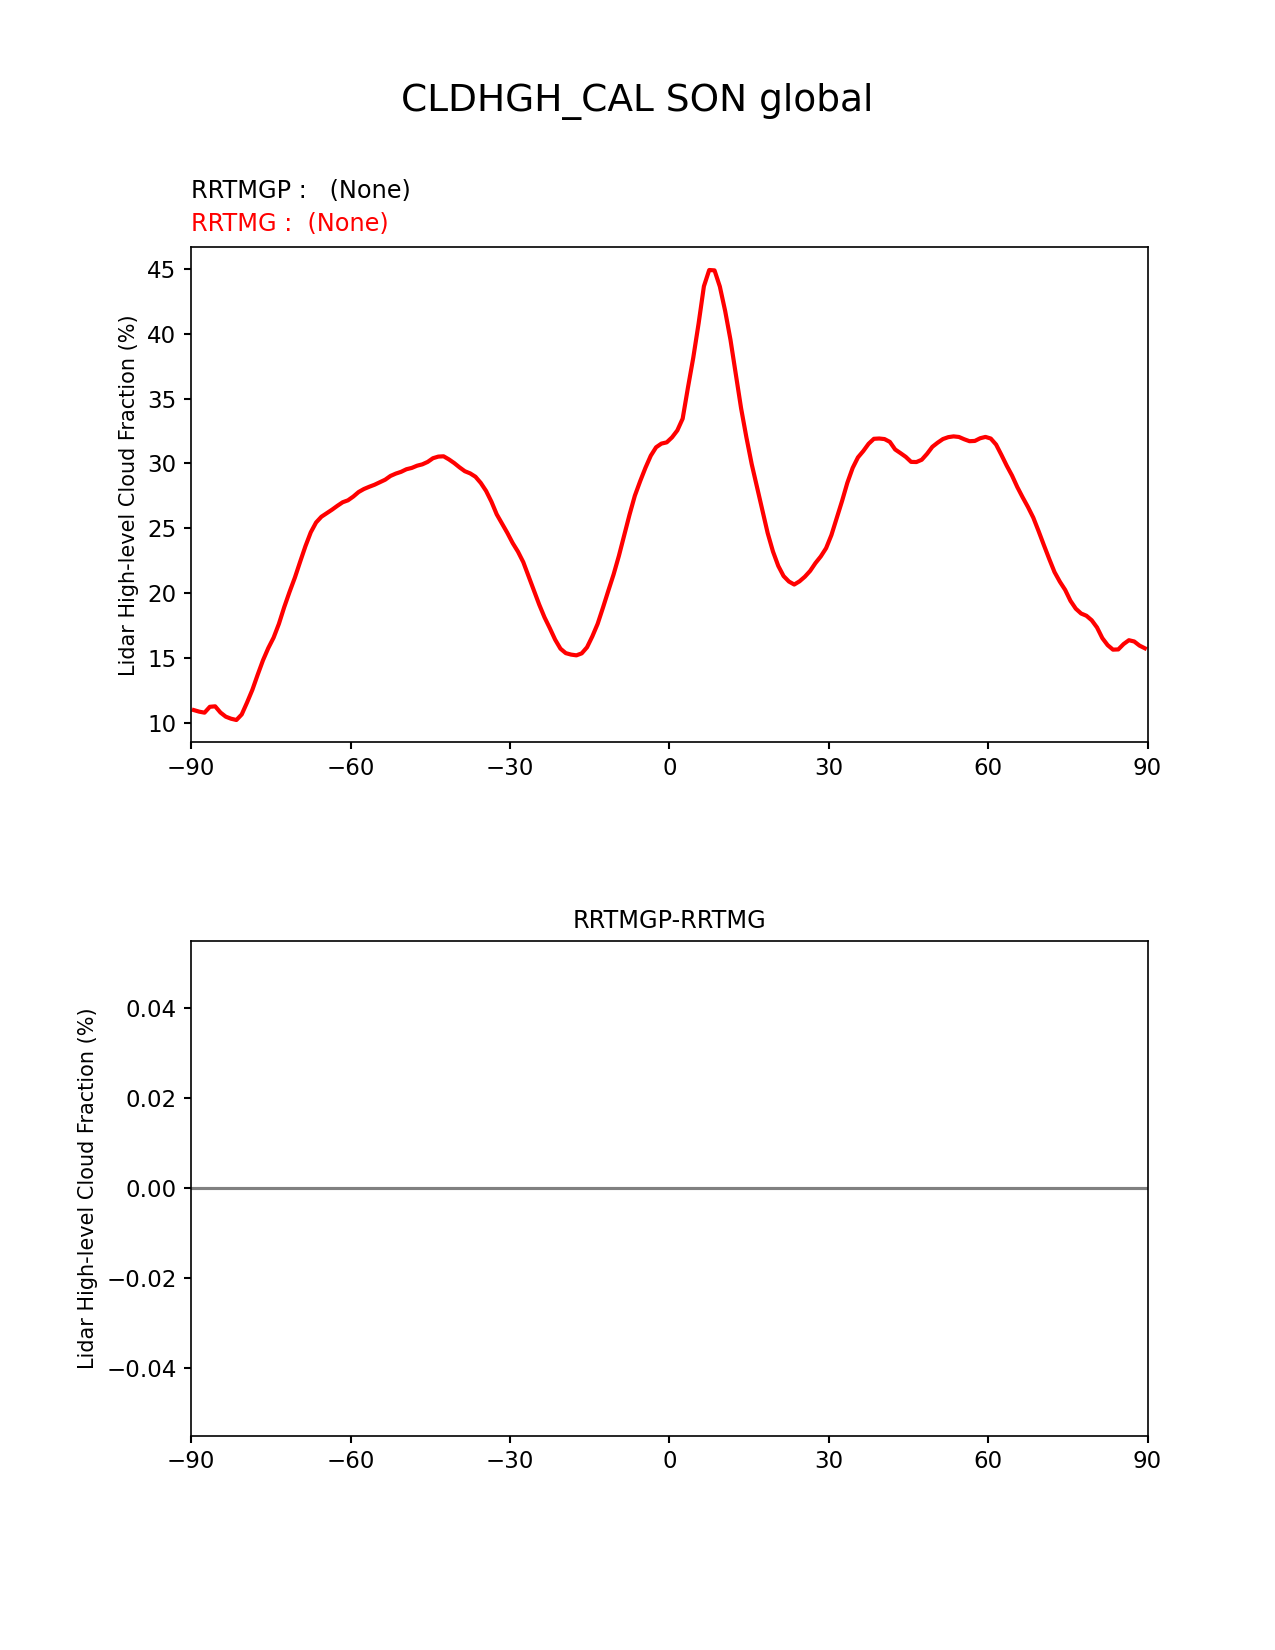 CLDHGH_CAL SON global
RRTMGP :   (None)
RRTMG :  (None)
Lidar High-level Cloud Fraction (%)
45
40
35
30
25
20
15
10
−90 −60 −30 0 30 60 90
RRTMGP-RRTMG
Lidar High-level Cloud Fraction (%)
0.04
0.02
0.00
−0.02
−0.04
−90 −60 −30 0 30 60 90